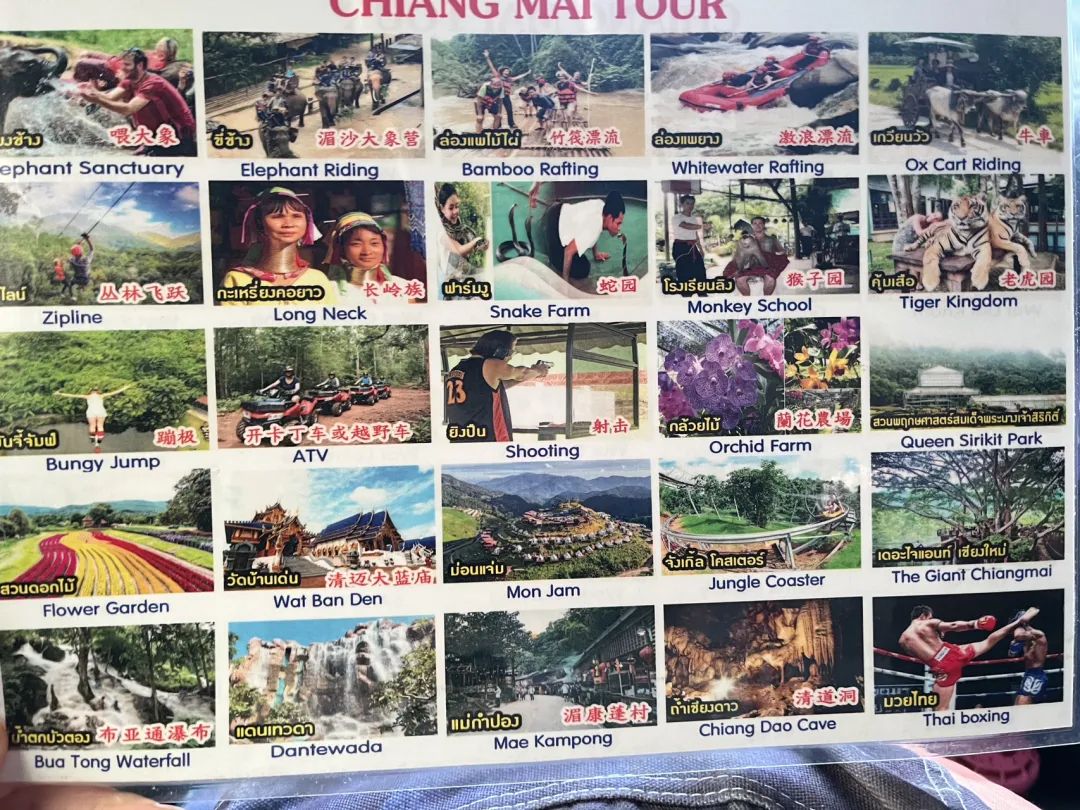 CHIANG MAI TOUR
喂大象
ขี่ช้าง
湄沙大象营
ล่องแพไม้ไผ่
竹筏漂流
ล่องแพยาง
激浪漂流
เกวียนวัว
牛車
ephant Sanctuary
Elephant Riding
Bamboo Rafting
Whitewater Rafting
Ox Cart Riding
ไลน์
丛林飞跃
กะเหรี่ยงคอยาว
长岭族
ฟาร์มงู
蛇园
โรงเรียนลิง
猴子园
คุ้มเสือ
老虎园
Zipline
Long Neck
Snake Farm
Monkey School
Tiger Kingdom
ันจี้จัมฟ์
蹦极
开卡丁车或越野车
23
ยิงปืน
射击
กล้วยไม้
蘭花農場
สวนพฤกษศาสตร์สมเด็จพระนางเจ้าสิริกิติ์
Bungy Jump
ATV
Shooting
Orchid Farm
Queen Sirikit Park
สวนดอกไม้
วัดบ้านเด่น
清迈大蓝庙
ม่อนแจ่ม
จังเกิ้ล โคสเตอร์
เดอะไจแอนท์ เชียงใหม่
Flower Garden
Wat Ban Den
Mon Jam
Jungle Coaster
The Giant Chiangmai
น้ำตกบัวตอง
布亚通瀑布
แดนเทวดา
แม่กำปอง
湄康蓬村
ถ้ำเชียงดาว
清道洞
มวยไทย
Bua Tong Waterfall
Dantewada
Mae Kampong
Chiang Dao Cave
Thai boxing